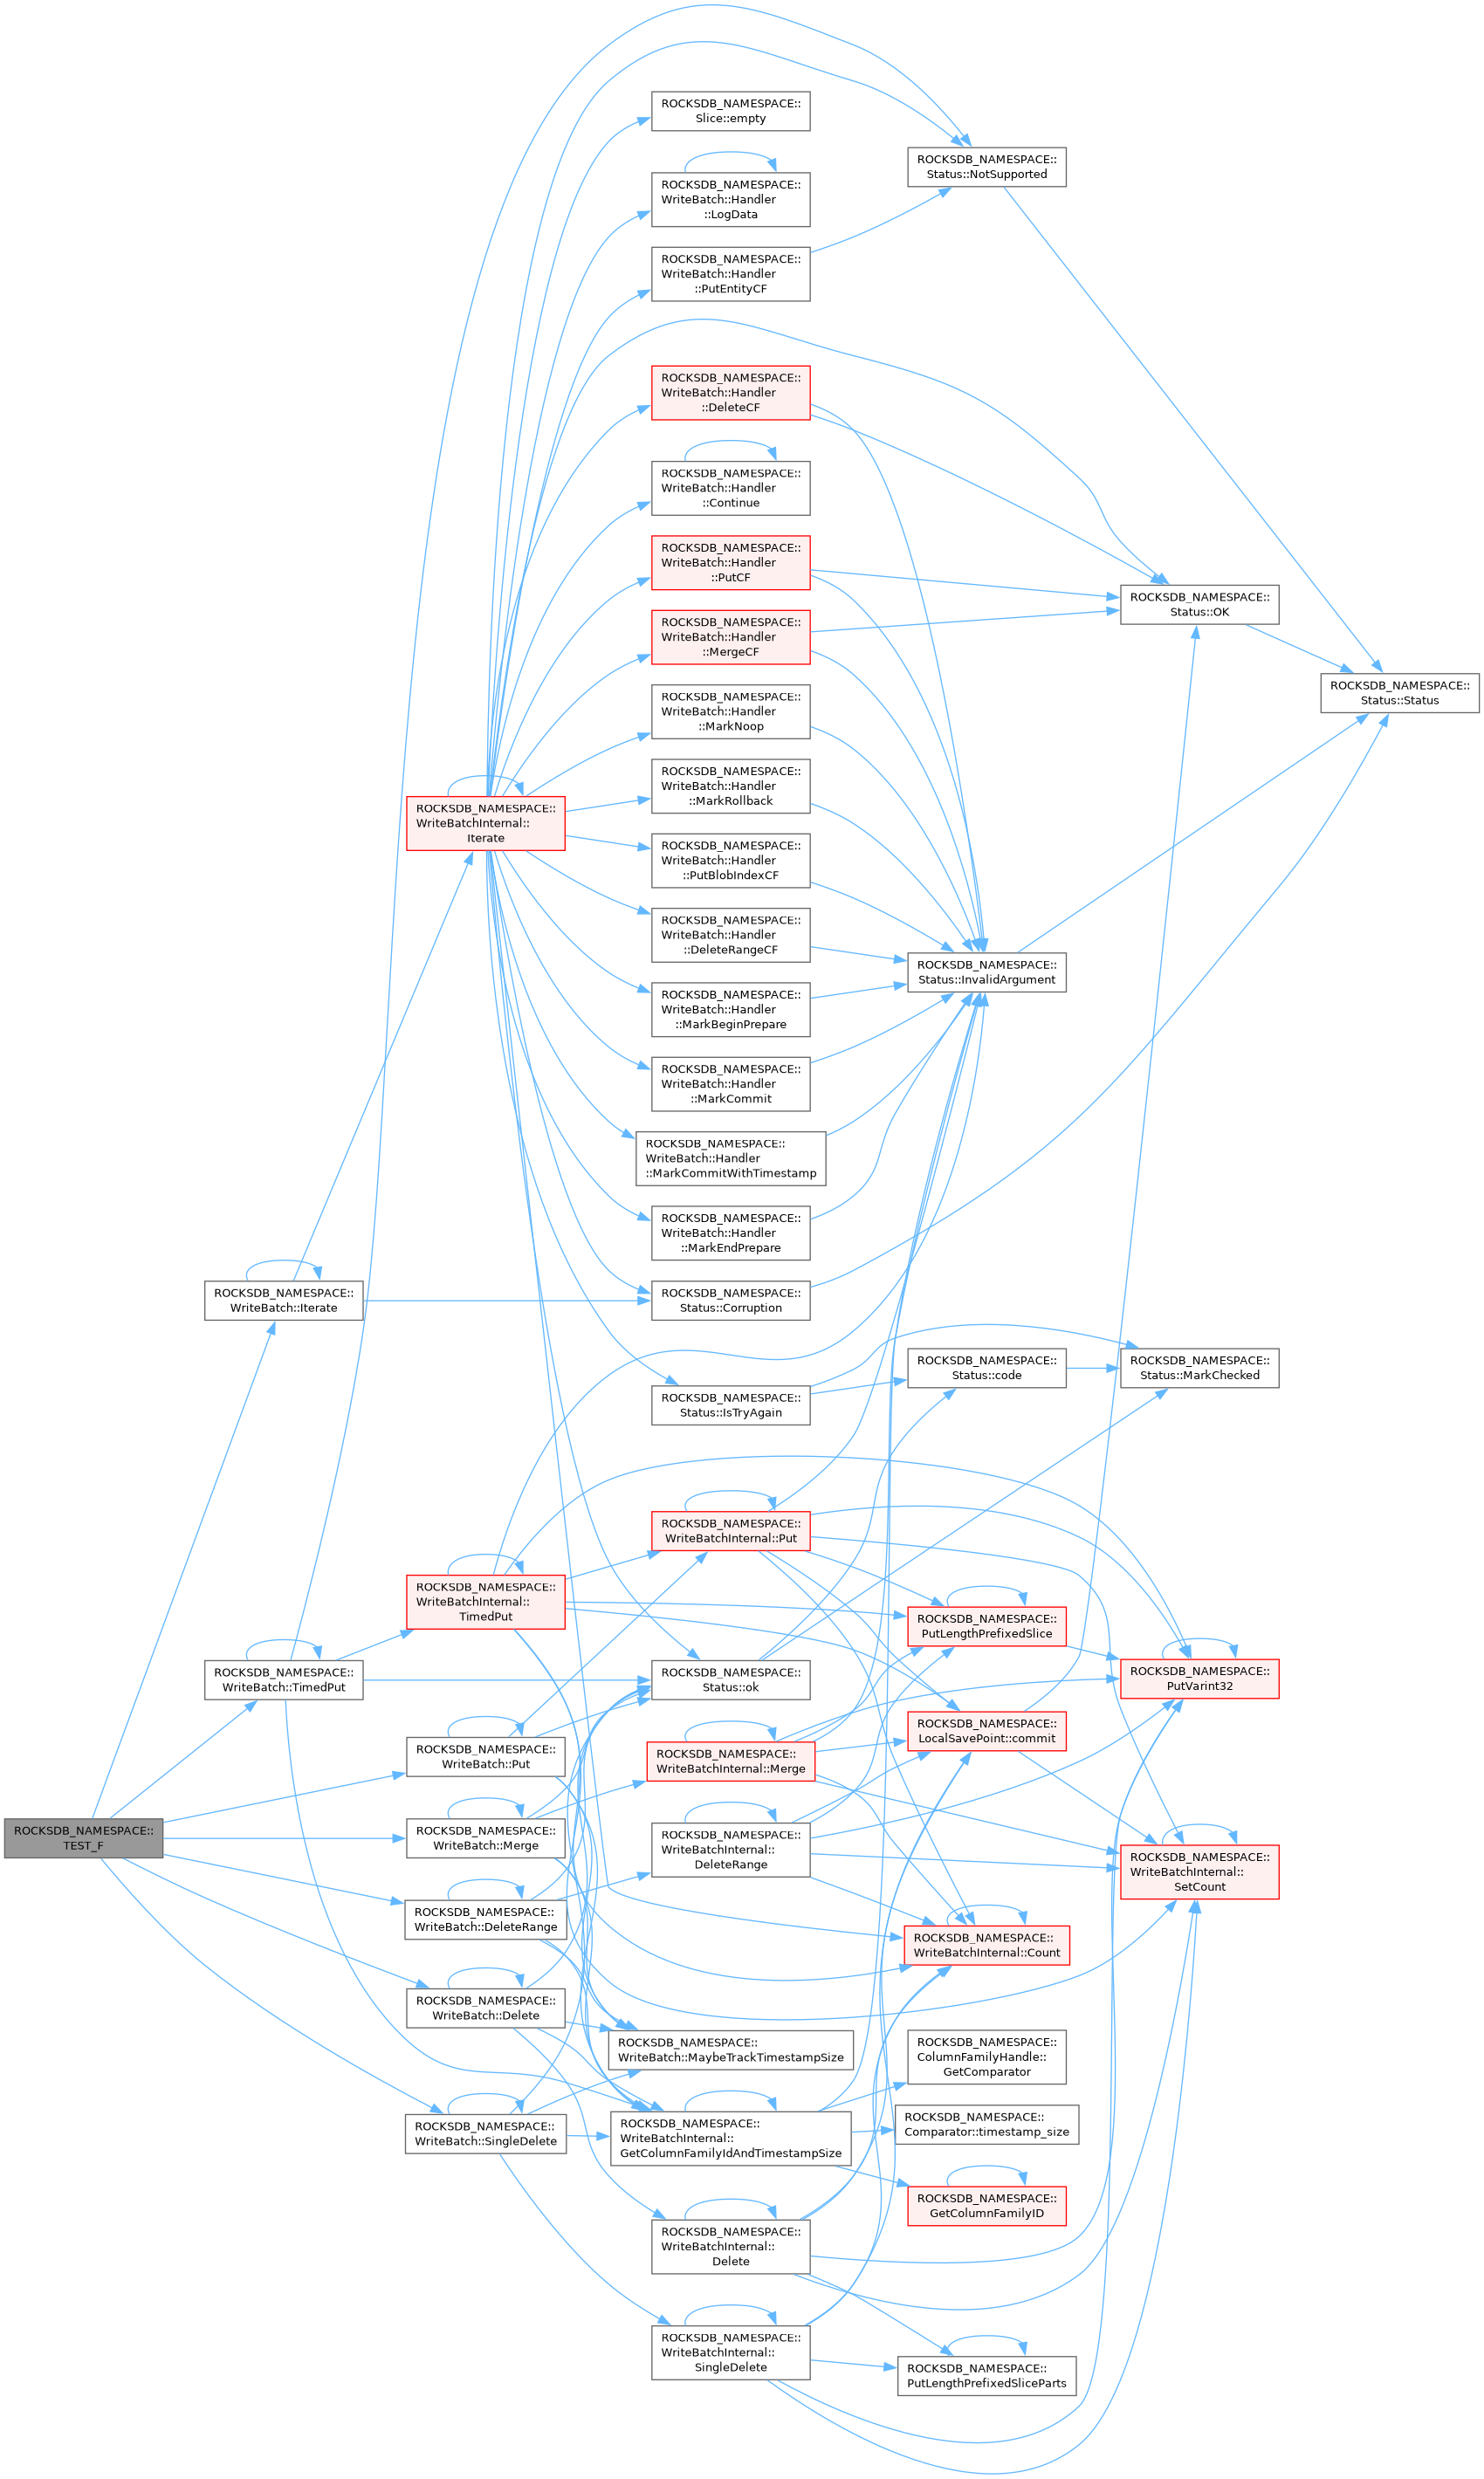 ROCKSDB_NAMESPACE::
Slice::empty
ROCKSDB_NAMESPACE::
Status::NotSupported
ROCKSDB_NAMESPACE::
WriteBatch::Handler
::LogData
ROCKSDB_NAMESPACE::
WriteBatch::Handler
::PutEntityCF
ROCKSDB_NAMESPACE::
WriteBatch::Handler
::DeleteCF
ROCKSDB_NAMESPACE::
WriteBatch::Handler
::Continue
ROCKSDB_NAMESPACE::
WriteBatch::Handler
::PutCF
ROCKSDB_NAMESPACE::
Status::OK
ROCKSDB_NAMESPACE::
WriteBatch::Handler
::MergeCF
ROCKSDB_NAMESPACE::
Status::Status
ROCKSDB_NAMESPACE::
WriteBatch::Handler
::MarkNoop
ROCKSDB_NAMESPACE::
WriteBatch::Handler
::MarkRollback
ROCKSDB_NAMESPACE::
WriteBatchInternal::
Iterate
ROCKSDB_NAMESPACE::
WriteBatch::Handler
::PutBlobIndexCF
ROCKSDB_NAMESPACE::
WriteBatch::Handler
::DeleteRangeCF
ROCKSDB_NAMESPACE::
Status::InvalidArgument
ROCKSDB_NAMESPACE::
WriteBatch::Handler
::MarkBeginPrepare
ROCKSDB_NAMESPACE::
WriteBatch::Handler
::MarkCommit
ROCKSDB_NAMESPACE::
WriteBatch::Handler
::MarkCommitWithTimestamp
ROCKSDB_NAMESPACE::
WriteBatch::Handler
::MarkEndPrepare
ROCKSDB_NAMESPACE::
WriteBatch::Iterate
ROCKSDB_NAMESPACE::
Status::Corruption
ROCKSDB_NAMESPACE::
Status::code
ROCKSDB_NAMESPACE::
Status::MarkChecked
ROCKSDB_NAMESPACE::
Status::IsTryAgain
ROCKSDB_NAMESPACE::
WriteBatchInternal::Put
ROCKSDB_NAMESPACE::
WriteBatchInternal::
TimedPut
ROCKSDB_NAMESPACE::
PutLengthPrefixedSlice
ROCKSDB_NAMESPACE::
WriteBatch::TimedPut
ROCKSDB_NAMESPACE::
Status::ok
ROCKSDB_NAMESPACE::
PutVarint32
ROCKSDB_NAMESPACE::
LocalSavePoint::commit
ROCKSDB_NAMESPACE::
WriteBatch::Put
ROCKSDB_NAMESPACE::
WriteBatchInternal::Merge
ROCKSDB_NAMESPACE::
TEST_F
ROCKSDB_NAMESPACE::
WriteBatch::Merge
ROCKSDB_NAMESPACE::
WriteBatchInternal::
DeleteRange
ROCKSDB_NAMESPACE::
WriteBatchInternal::
SetCount
ROCKSDB_NAMESPACE::
WriteBatch::DeleteRange
ROCKSDB_NAMESPACE::
WriteBatchInternal::Count
ROCKSDB_NAMESPACE::
WriteBatch::Delete
ROCKSDB_NAMESPACE::
WriteBatch::MaybeTrackTimestampSize
ROCKSDB_NAMESPACE::
ColumnFamilyHandle::
GetComparator
ROCKSDB_NAMESPACE::
WriteBatch::SingleDelete
ROCKSDB_NAMESPACE::
WriteBatchInternal::
GetColumnFamilyIdAndTimestampSize
ROCKSDB_NAMESPACE::
Comparator::timestamp_size
ROCKSDB_NAMESPACE::
GetColumnFamilyID
ROCKSDB_NAMESPACE::
WriteBatchInternal::
Delete
ROCKSDB_NAMESPACE::
WriteBatchInternal::
SingleDelete
ROCKSDB_NAMESPACE::
PutLengthPrefixedSliceParts